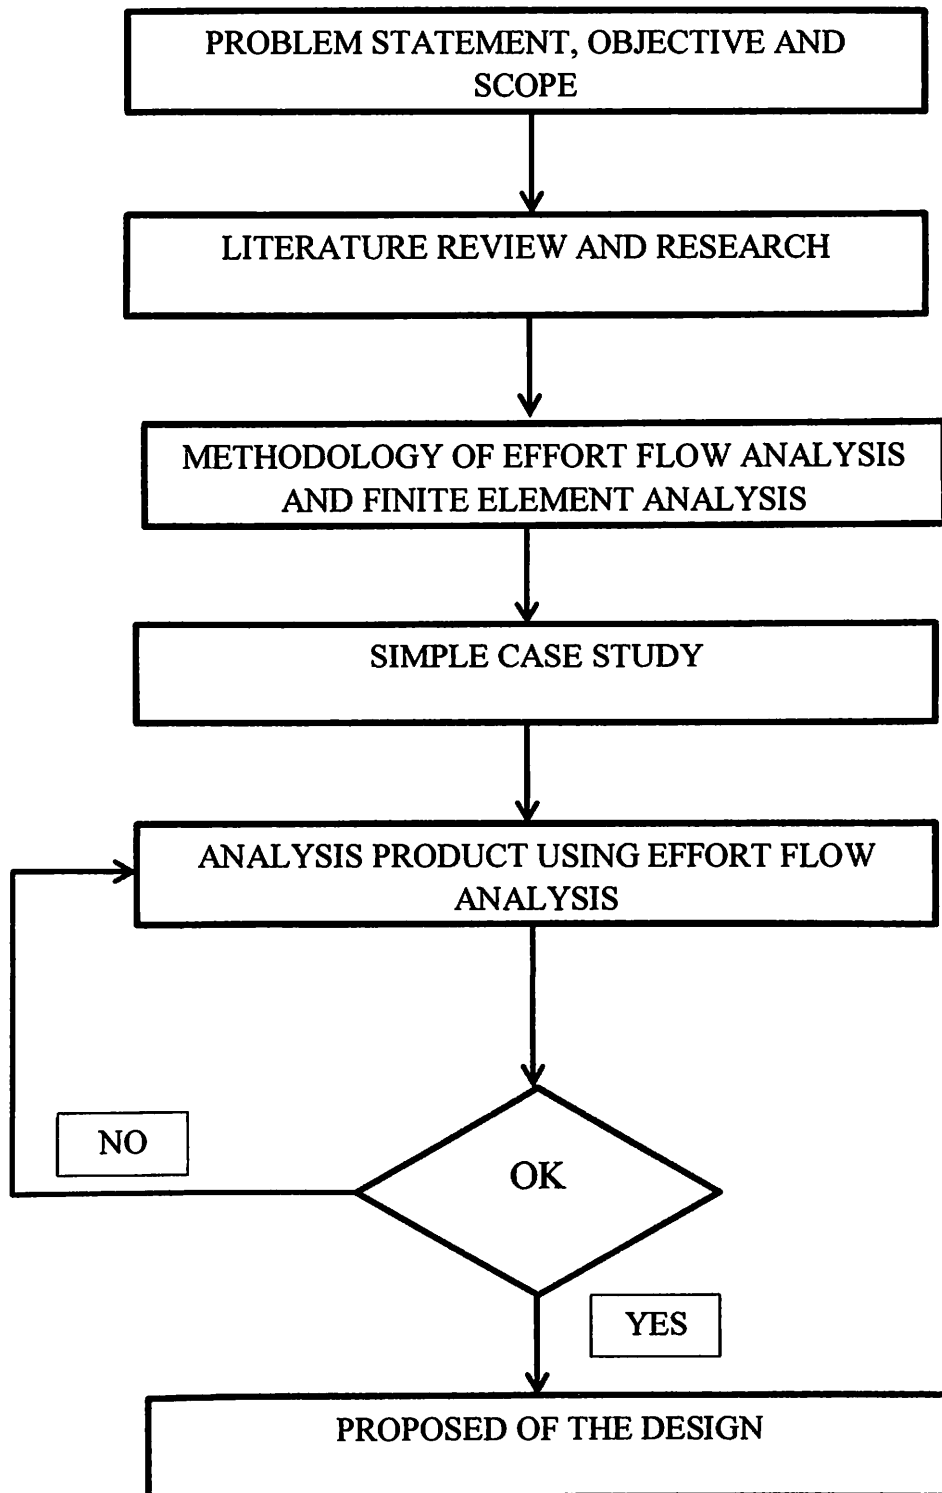 PROBLEM STATEMENT, OBJECTIVE AND
SCOPE
LITERATURE REVIEW AND RESEARCH
METHODOLOGY OF EFFORT FLOW ANALYSIS
AND FINITE ELEMENT ANALYSIS
SIMPLE CASE STUDY
ANALYSIS PRODUCT USING EFFORT FLOW
ANALYSIS
NO
OK
YES
PROPOSED OF THE DESIGN